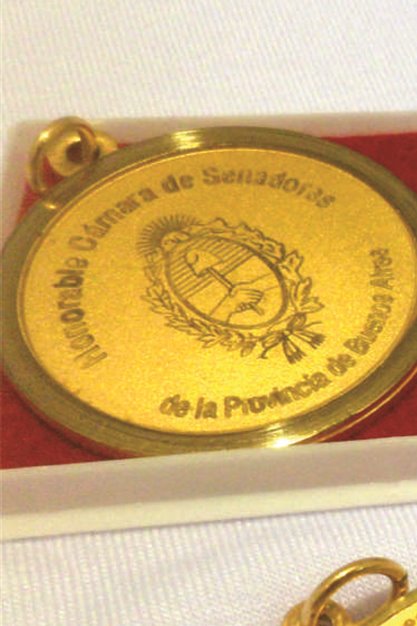 Honorable Cámara de Senadores
de la Provincia de Buenos Aires